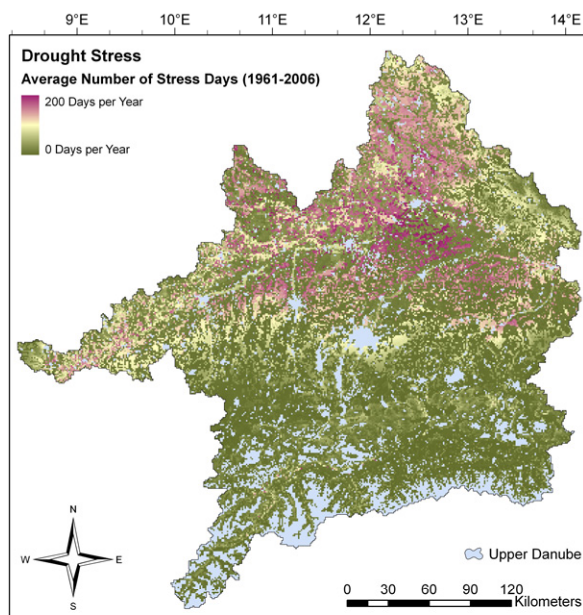 9°E 10°E 11°E 12°E 13°E 14°E
Drought Stress
Average Number of Stress Days (1961-2006)
200 Days per Year
0 Days per Year
N
W E
S
Upper Danube
0 30 60 90 120
Kilometers